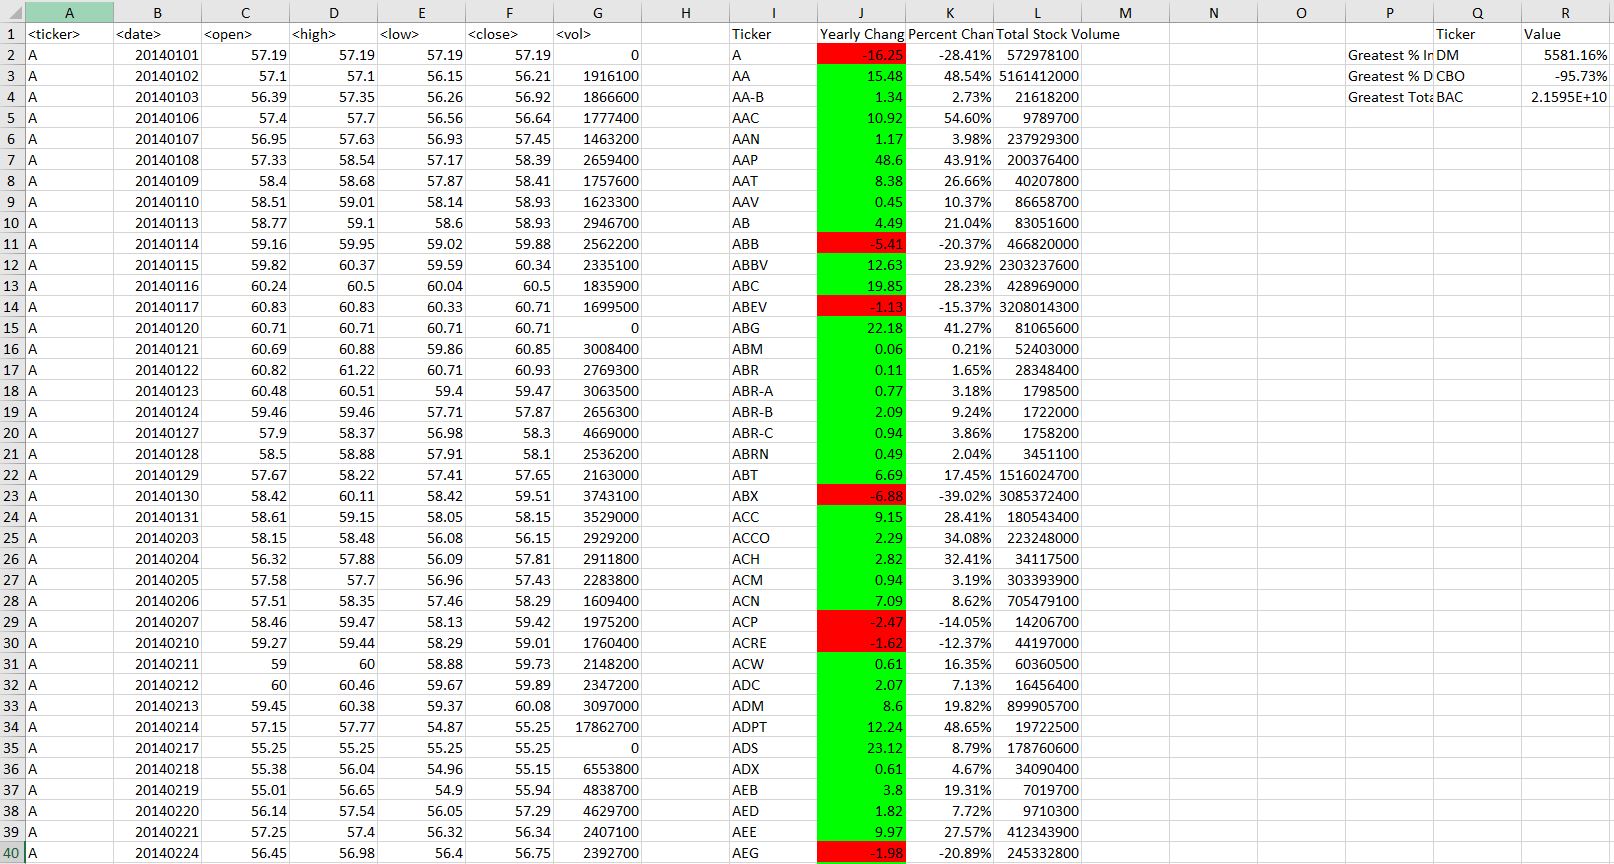 A B C D E F G H I J K L M N O P Q R
1 <ticker> <date> <open> <high> <low> <close> <vol> Ticker Yearly Chang Percent Chan Total Stock Volume Ticker Value
2 A 20140101 57.19 57.19 57.19 57.19 0 A -16.25 -28.41% 572978100 Greatest % In DM 5581.16%
3 A 20140102 57.1 57.1 56.15 56.21 1916100 AA 15.48 48.54% 5161412000 Greatest % D CBO -95.73%
4 A 20140103 56.39 57.35 56.26 56.92 1866600 AA-B 1.34 2.73% 21618200 Greatest Tota BAC 2.1595E+10
5 A 20140106 57.4 57.7 56.56 56.64 1777400 AAC 10.92 54.60% 9789700
6 A 20140107 56.95 57.63 56.93 57.45 1463200 AAN 1.17 3.98% 237929300
7 A 20140108 57.33 58.54 57.17 58.39 2659400 AAP 48.6 43.91% 200376400
8 A 20140109 58.4 58.68 57.87 58.41 1757600 AAT 8.38 26.66% 40207800
9 A 20140110 58.51 59.01 58.14 58.93 1623300 AAV 0.45 10.37% 86658700
10 A 20140113 58.77 59.1 58.6 58.93 2946700 AB 4.49 21.04% 83051600
11 A 20140114 59.16 59.95 59.02 59.88 2562200 ABB -5.41 -20.37% 466820000
12 A 20140115 59.82 60.37 59.59 60.34 2335100 ABBV 12.63 23.92% 2303237600
13 A 20140116 60.24 60.5 60.04 60.5 1835900 ABC 19.85 28.23% 428969000
14 A 20140117 60.83 60.83 60.33 60.71 1699500 ABEV -1.13 -15.37% 3208014300
15 A 20140120 60.71 60.71 60.71 60.71 0 ABG 22.18 41.27% 81065600
16 A 20140121 60.69 60.88 59.86 60.85 3008400 ABM 0.06 0.21% 52403000
17 A 20140122 60.82 61.22 60.71 60.93 2769300 ABR 0.11 1.65% 28348400
18 A 20140123 60.48 60.51 59.4 59.47 3063500 ABR-A 0.77 3.18% 1798500
19 A 20140124 59.46 59.46 57.71 57.87 2656300 ABR-B 2.09 9.24% 1722000
20 A 20140127 57.9 58.37 56.98 58.3 4669000 ABR-C 0.94 3.86% 1758200
21 A 20140128 58.5 58.88 57.91 58.1 2536200 ABRN 0.49 2.04% 3451100
22 A 20140129 57.67 58.22 57.41 57.65 2163000 ABT 6.69 17.45% 1516024700
23 A 20140130 58.42 60.11 58.42 59.51 3743100 ABX -6.88 -39.02% 3085372400
24 A 20140131 58.61 59.15 58.05 58.15 3529000 ACC 9.15 28.41% 180543400
25 A 20140203 58.15 58.48 56.08 56.15 2929200 ACCO 2.29 34.08% 223248000
26 A 20140204 56.32 57.88 56.09 57.81 2911800 ACH 2.82 32.41% 34117500
27 A 20140205 57.58 57.7 56.96 57.43 2283800 ACM 0.94 3.19% 303393900
28 A 20140206 57.51 58.35 57.46 58.29 1609400 ACN 7.09 8.62% 705479100
29 A 20140207 58.46 59.47 58.13 59.42 1975200 ACP -2.47 -14.05% 14206700
30 A 20140210 59.27 59.44 58.29 59.01 1760400 ACRE -1.62 -12.37% 44197000
31 A 20140211 59 60 58.88 59.73 2148200 ACW 0.61 16.35% 60360500
32 A 20140212 60 60.46 59.67 59.89 2347200 ADC 2.07 7.13% 16456400
33 A 20140213 59.45 60.38 59.37 60.08 3097000 ADM 8.6 19.82% 899905700
34 A 20140214 57.15 57.77 54.87 55.25 17862700 ADPT 12.24 48.65% 19722500
35 A 20140217 55.25 55.25 55.25 55.25 0 ADS 23.12 8.79% 178760600
36 A 20140218 55.38 56.04 54.96 55.15 6553800 ADX 0.61 4.67% 34090400
37 A 20140219 55.01 56.65 54.9 55.94 4838700 AEB 3.8 19.31% 7019700
38 A 20140220 56.14 57.54 56.05 57.29 4629700 AED 1.82 7.72% 9710300
39 A 20140221 57.25 57.4 56.32 56.34 2407100 AEE 9.97 27.57% 412343900
40 A 20140224 56.45 56.98 56.4 56.75 2392700 AEG -1.98 -20.89% 245332800